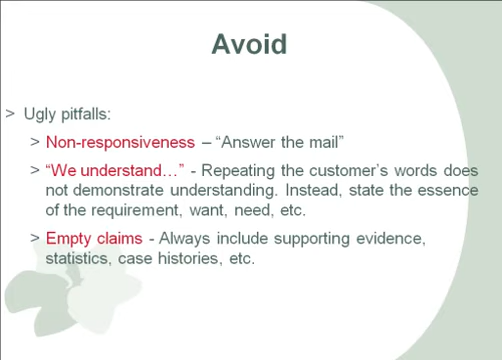 Avoid
> Ugly pitfalls:
> Non-responsiveness – “Answer the mail”
> “We understand…” - Repeating the customer’s words does
not demonstrate understanding. Instead, state the essence
of the requirement, want, need, etc.
> Empty claims - Always include supporting evidence,
statistics, case histories, etc.